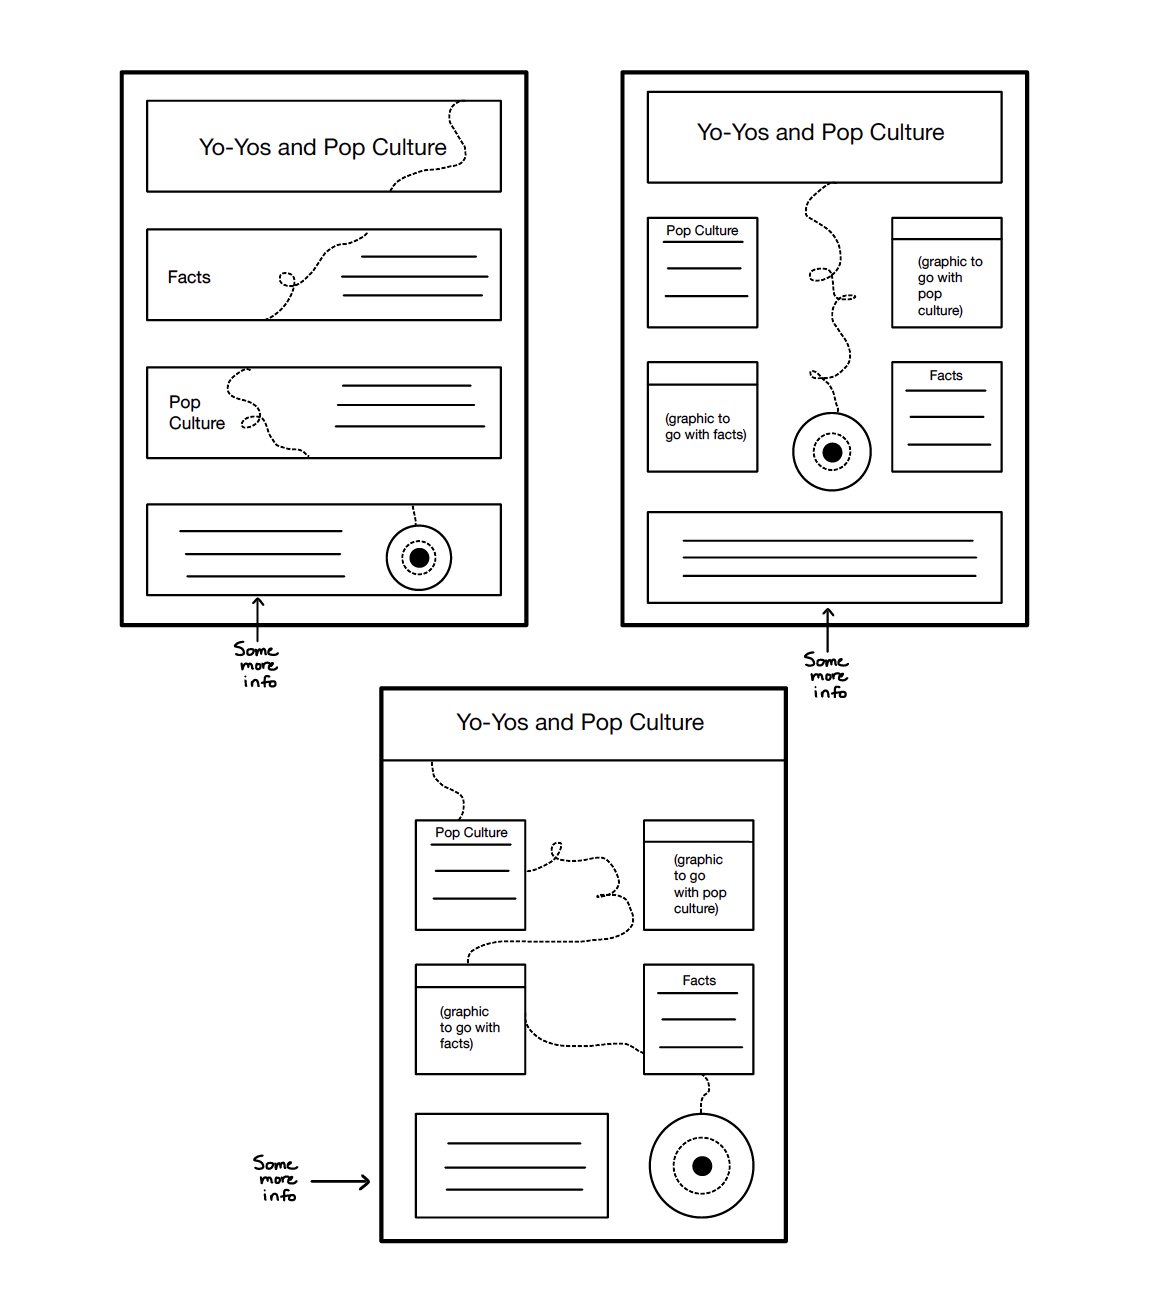 Yo-Yos and Pop Culture
Facts
Pop
Culture
Some
more
info
Yo-Yos and Pop Culture
Pop Culture
(graphic to
go with
pop
culture)
(graphic to
go with facts)
Facts
Some
more
info
Yo-Yos and Pop Culture
Pop Culture
(graphic
to go
with pop
culture)
(graphic
to go with
facts)
Facts
Some
more
info